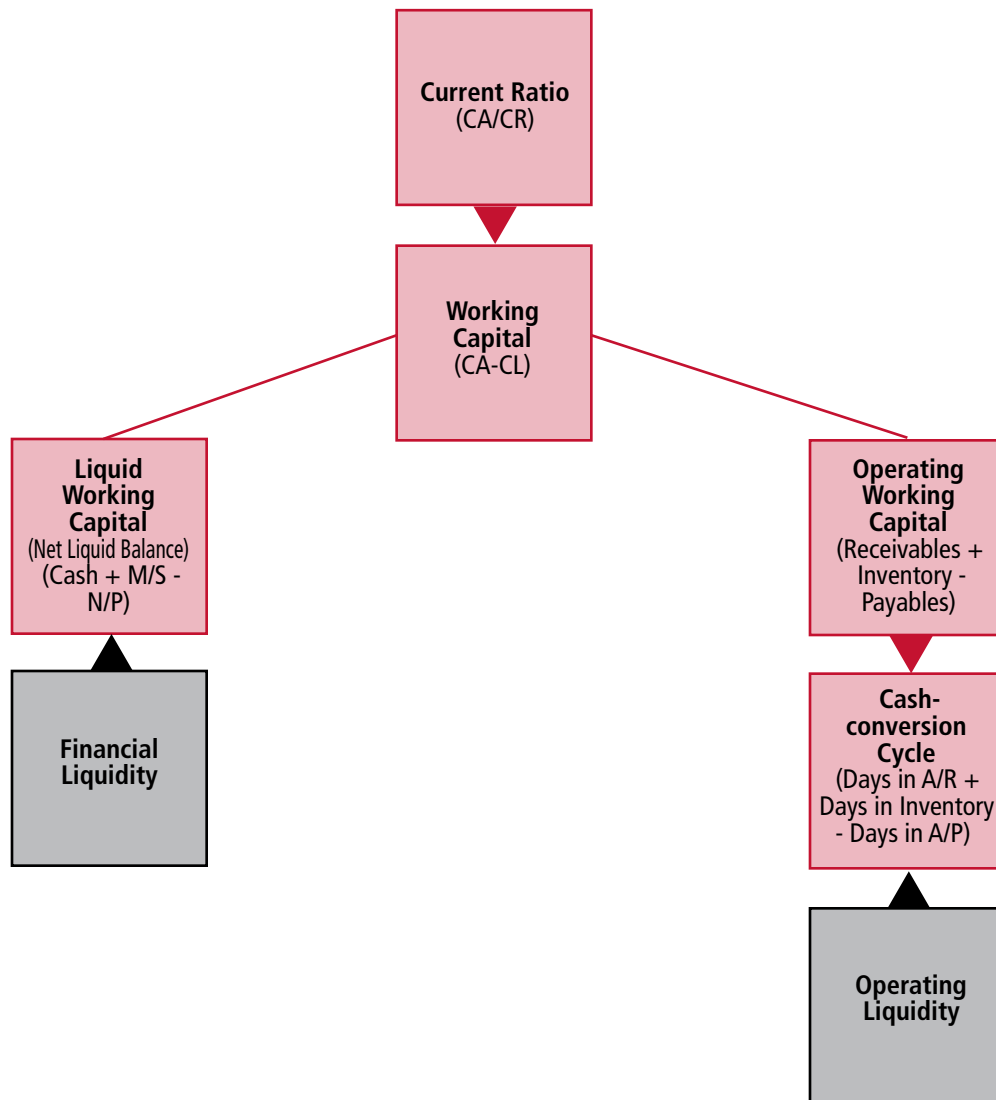 Current Ratio
(CA/CR)
Working
Capital
(CA-CL)
Liquid
Working
Capital
(Net Liquid Balance)
(Cash + M/S -
N/P)
Operating
Working
Capital
(Receivables +
Inventory -
Payables)
Financial
Liquidity
Cash-
conversion
Cycle
(Days in A/R +
Days in Inventory
- Days in A/P)
Operating
Liquidity